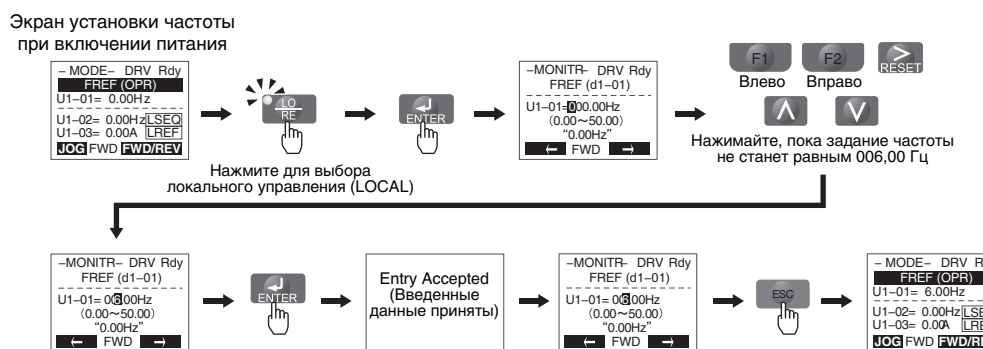 Экран установки частоты
при включении питания
– MODE– DRV Rdy
FREF (OPR)
U1-01= 0.00Hz
U1-02= 0.00Hz LSEQ
U1-03= 0.00A LREF
JOG FWD FWD/REV
LO
RE
Нажмите для выбора
локального управления (LOCAL)
ENTER
–MONITR– DRV Rdy
FREF (d1–01)
U1-01=000.00Hz
(0.00~50.00)
“0.00Hz”
← FWD →
F1
F2
RESET
Влево Вправо
Нажимайте, пока задание частоты
не станет равным 006,00 Гц
–MONITR– DRV Rdy
FREF (d1–01)
U1-01= 006.00Hz
(0.00~50.00)
“0.00Hz”
← FWD →
ENTER
Entry Accepted
(Введенные
данные приняты)
–MONITR– DRV Rdy
FREF (d1–01)
U1-01= 006.00Hz
(0.00~50.00)
“0.00Hz”
← FWD →
ESC
– MODE– DRV R
FREF (OPR)
U1-01= 6.00Hz
U1-02= 0.00Hz LSE
U1-03= 0.00A LRE
JOG FWD FWD/RE